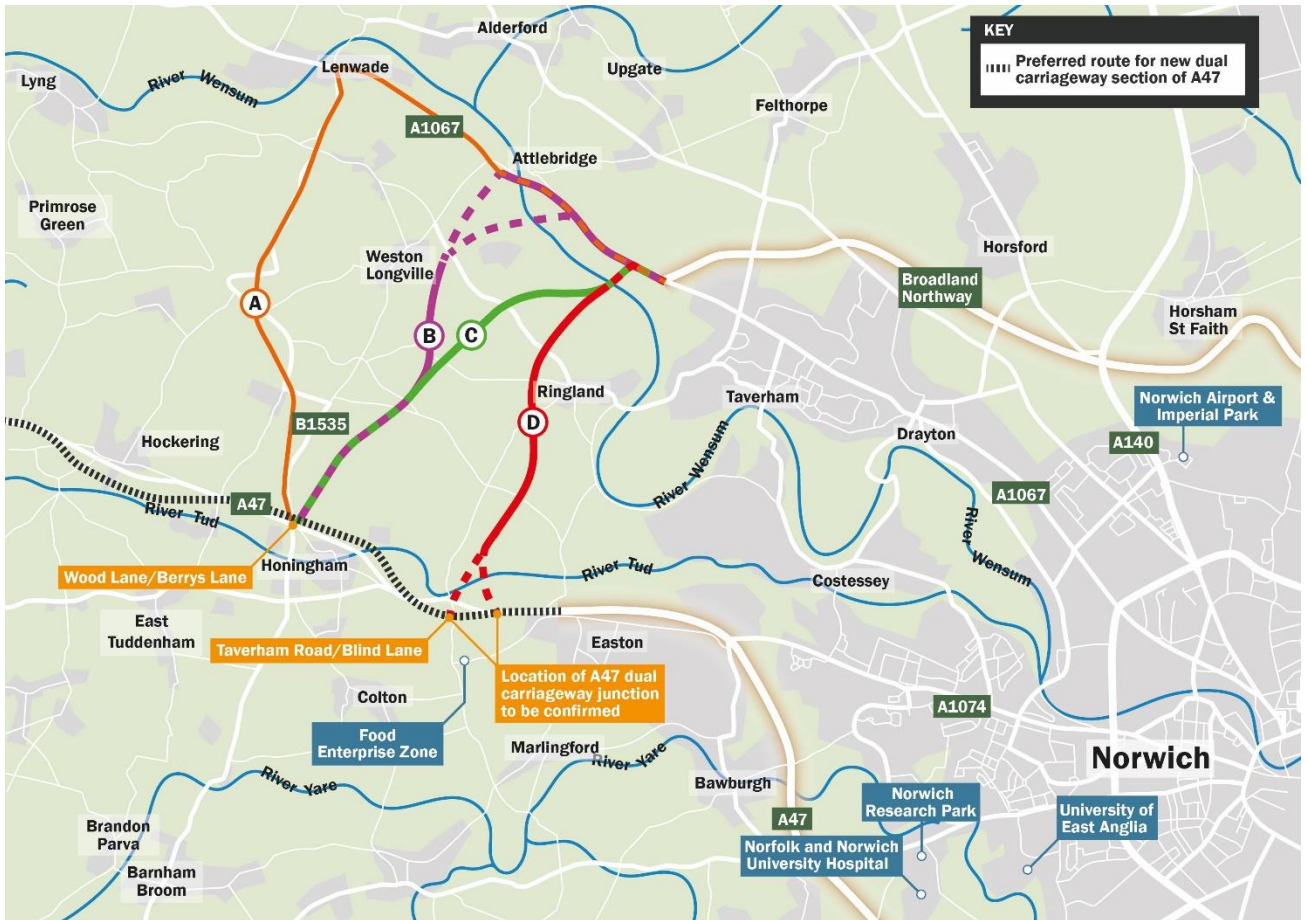 KEY
Preferred route for new dual
carriageway section of A47
Alderford
Lenwade
Upgate
Lyng
River Wensum
Felthorpe
A1067
Attlebridge
Primrose
Green
Horsford
Weston
Longville
Broadland
Northway
Horsham
St Faith
A
B
C
Ringland
Taverham
Norwich Airport &
Imperial Park
D
B1535
Hockering
Drayton
A140
River Wensum
A1067
A47
River Tud
River Wensum
Honingham
Wood Lane/Berrys Lane
River Tud
Costessey
East
Tuddenham
Taverham Road/Blind Lane
Easton
Location of A47 dual
carriageway junction
to be confirmed
Colton
A1074
Food
Enterprise Zone
Marlingford
River Yare
Norwich
River Yare
Bawburgh
Norwich
Research Park
University of
East Anglia
A47
Brandon
Parva
Norfolk and Norwich
University Hospital
Barnham
Broom